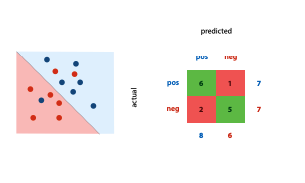 predicted
pos neg
actual
pos 6 1 7
neg 2 5 7
8 6